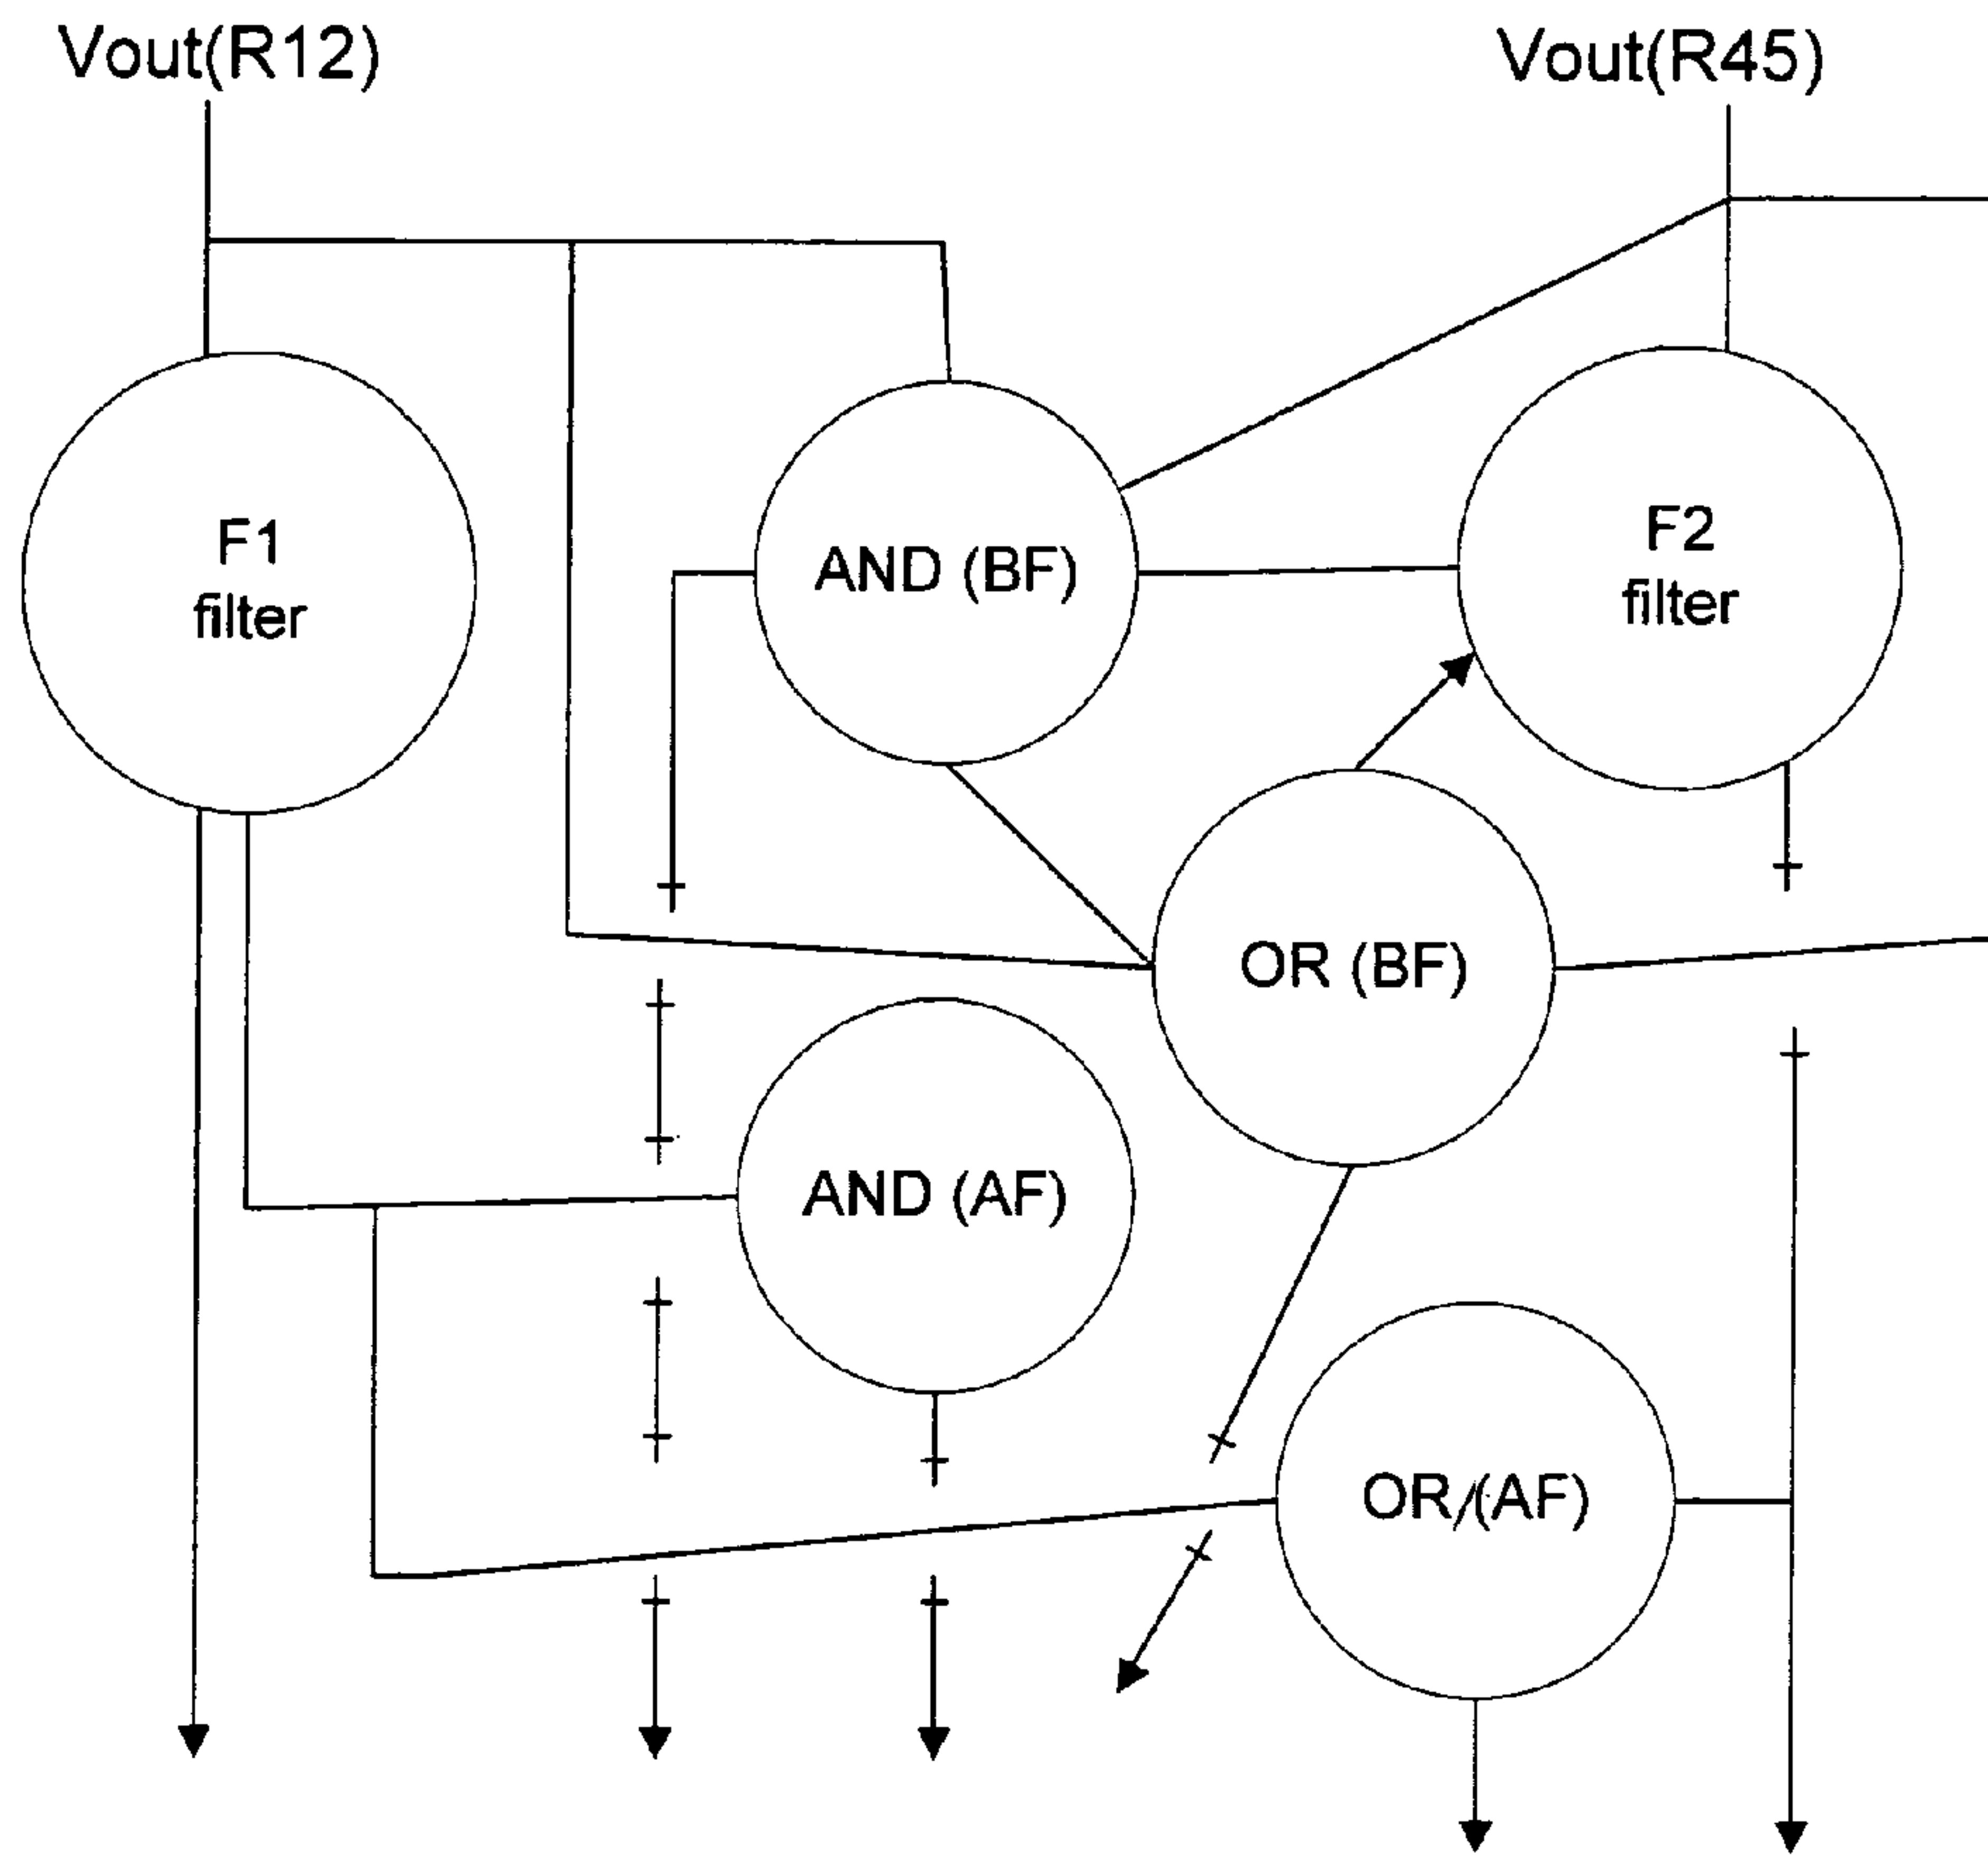 Vout(R12)
Vout(R45)
F1
filter
AND (BF)
F2
filter
OR (BF)
AND (AF)
OR/(AF)